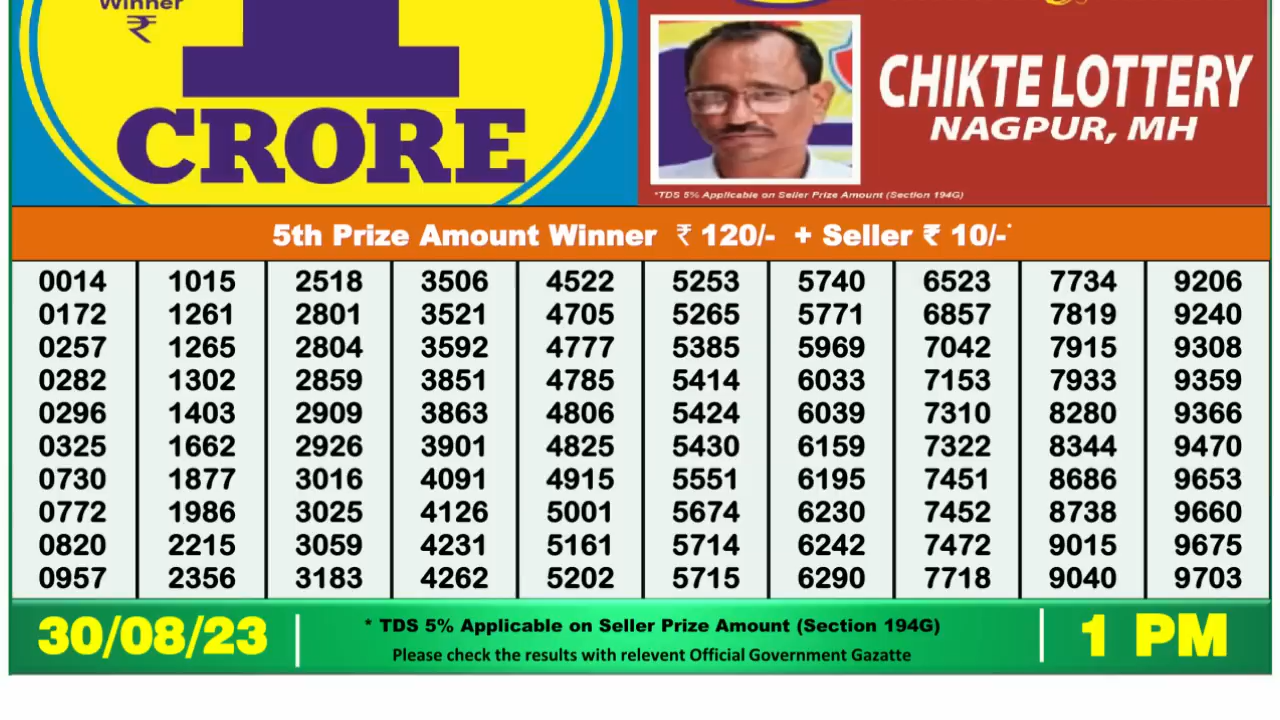 Winner
₹
1
CRORE
CHIKTE LOTTERY
NAGPUR, MH
*TDS 5% Applicable on Seller Prize Amount (Section 194G)
5th Prize Amount Winner ₹ 120/- + Seller ₹ 10/-*
0014 1015 2518 3506 4522 5253 5740 6523 7734 9206
0172 1261 2801 3521 4705 5265 5771 6857 7819 9240
0257 1265 2804 3592 4777 5385 5969 7042 7915 9308
0282 1302 2859 3851 4785 5414 6033 7153 7933 9359
0296 1403 2909 3863 4806 5424 6039 7310 8280 9366
0325 1662 2926 3901 4825 5430 6159 7322 8344 9470
0730 1877 3016 4091 4915 5551 6195 7451 8686 9653
0772 1986 3025 4126 5001 5674 6230 7452 8738 9660
0820 2215 3059 4231 5161 5714 6242 7472 9015 9675
0957 2356 3183 4262 5202 5715 6290 7718 9040 9703
30/08/23
* TDS 5% Applicable on Seller Prize Amount (Section 194G)
Please check the results with relevent Official Government Gazatte
1 PM